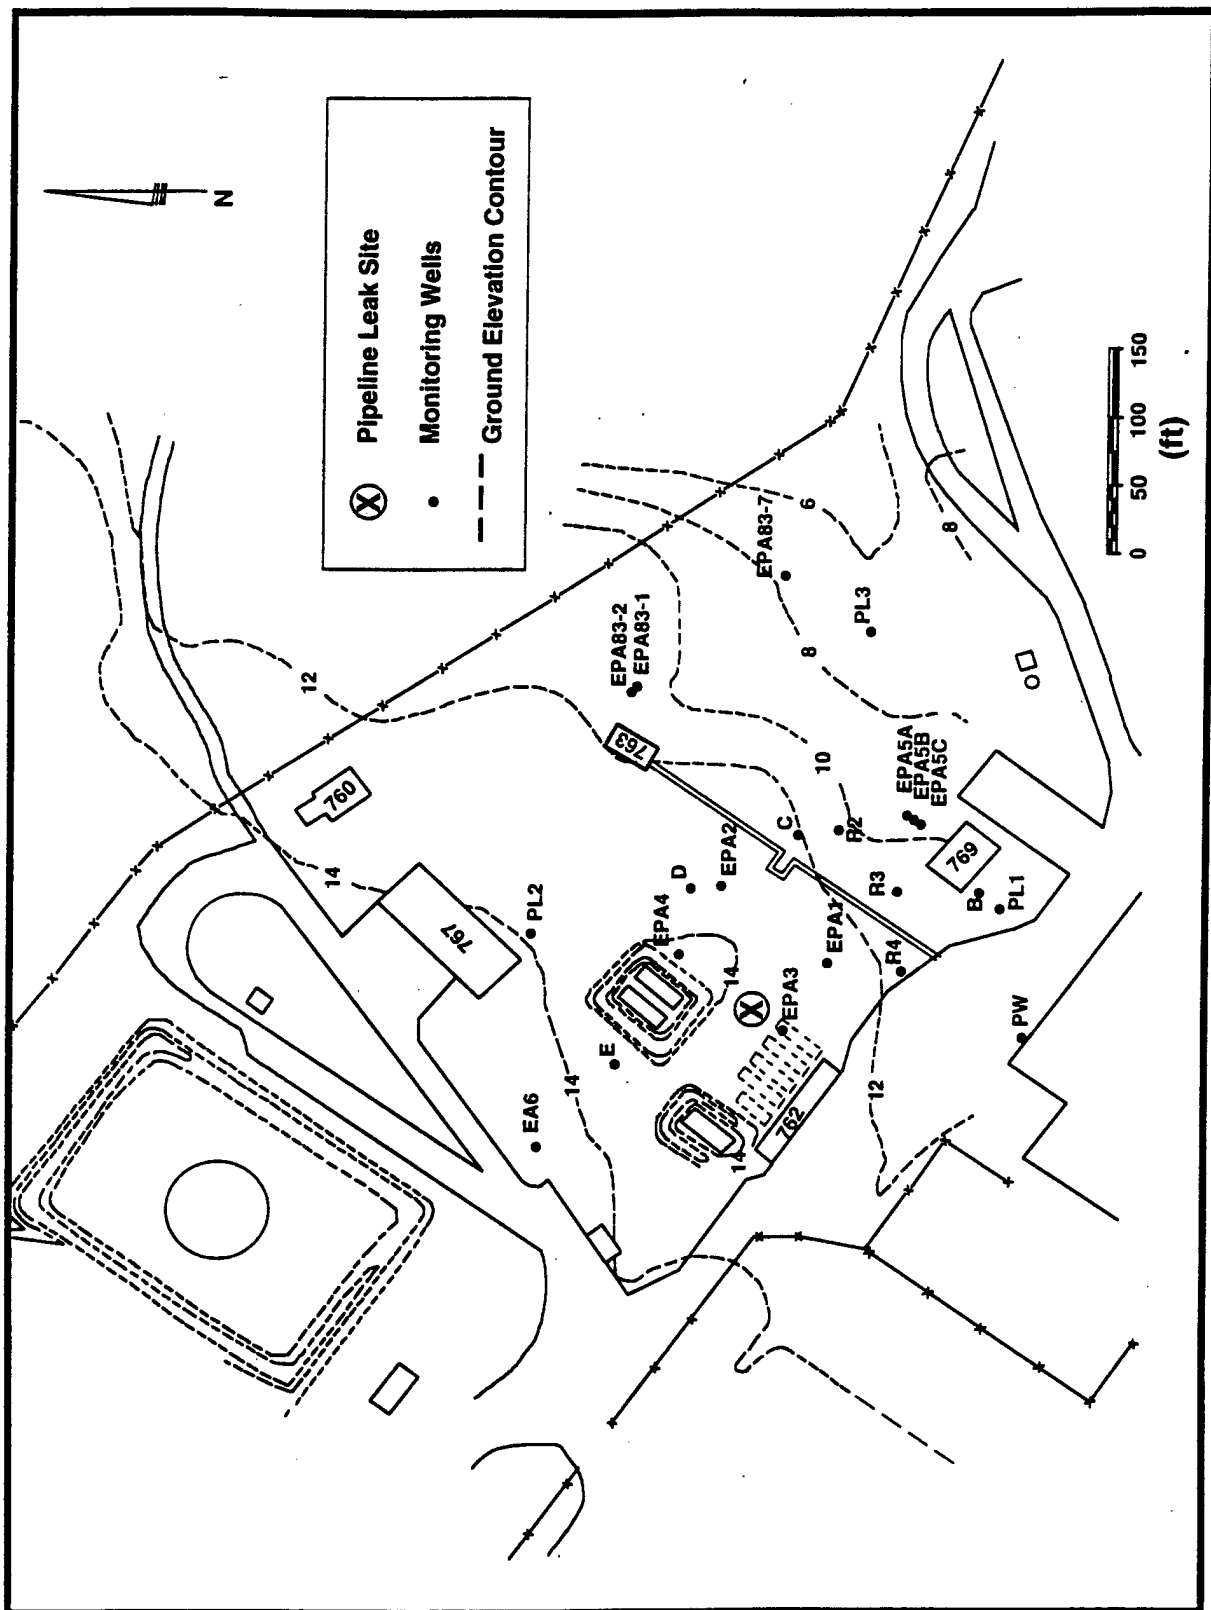 N
Pipeline Leak Site
Monitoring Wells
Ground Elevation Contour
X
12
14
760
767
763
EPA83-2
EPA83-1
EPA83-7
6
8
8
PL3
10
PL2
D
EPA2
C
R2
EPA5A
EPA5B
EPA5C
769
EPA4
14
X
EPA1
R3
R4
B
PL1
E
EA6
14
EPA3
762
14
12
PW
0 50 100 150
(ft)